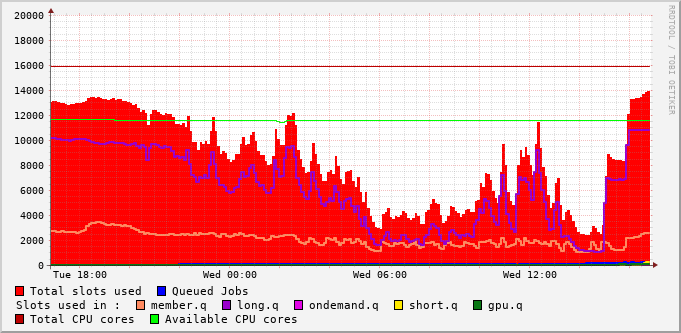 20000
18000
16000
14000
12000
10000
8000
6000
4000
2000
0
Tue 18:00 Wed 00:00 Wed 06:00 Wed 12:00
RRDTOOL / TOBI OETIKER
Total slots used Queued Jobs
Slots used in : member.q long.q ondemand.q short.q gpu.q
Total CPU cores Available CPU cores